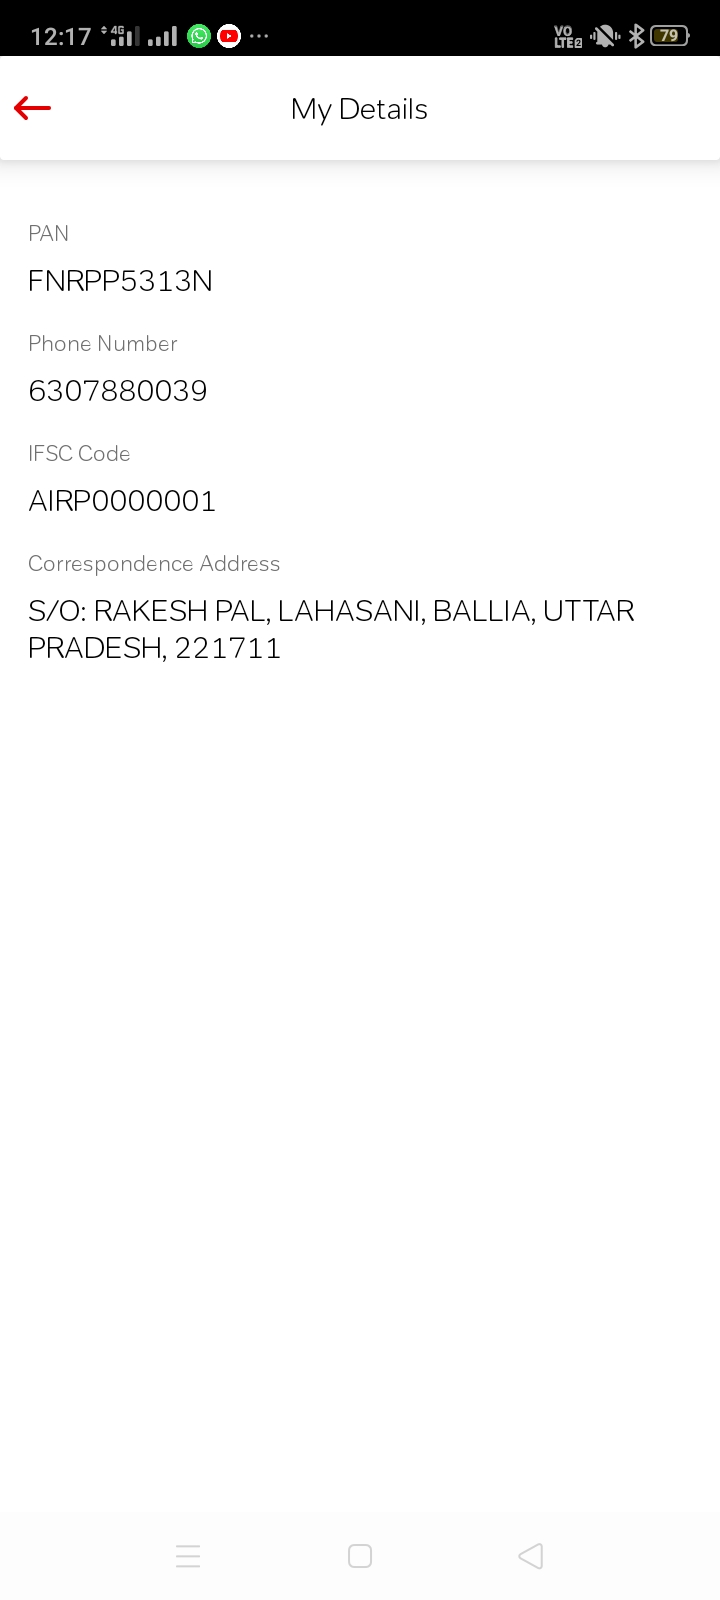 12:17 4G VO LTE2 79
My Details
PAN
FNRPP5313N
Phone Number
6307880039
IFSC Code
AIRP0000001
Correspondence Address
S/O: RAKESH PAL, LAHASANI, BALLIA, UTTAR
PRADESH, 221711